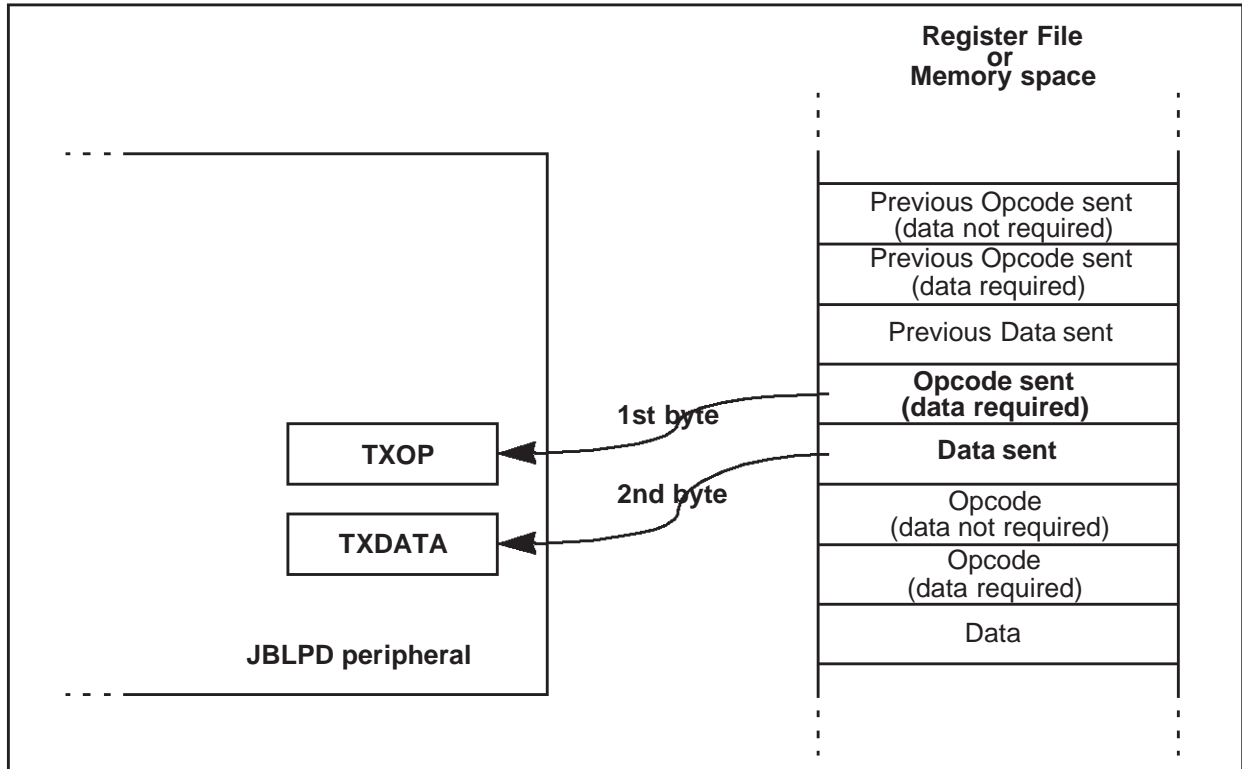 Register File
or
Memory space
Previous Opcode sent
(data not required)
Previous Opcode sent
(data required)
Previous Data sent
Opcode sent
(data required)
1st byte
TXOP
Data sent
2nd byte
Opcode
(data not required)
TXDATA
Opcode
(data required)
Data
JBLPD peripheral